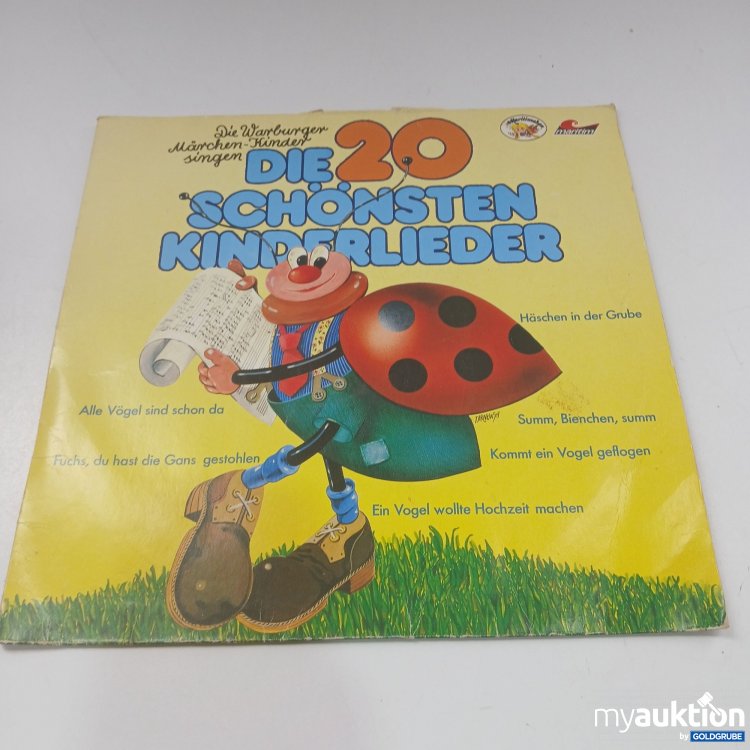 Die Warburger
Märchen-Kinder
singen
DIE 20
SCHÖNSTEN
KINDERLIEDER
maritim
Häschen in der Grube
Alle Vögel sind schon da
Summ, Bienchen, summ
Fuchs, du hast die Gans gestohlen
Kommt ein Vogel geflogen
Ein Vogel wollte Hochzeit machen
myauktion
by GOLDGRUBE